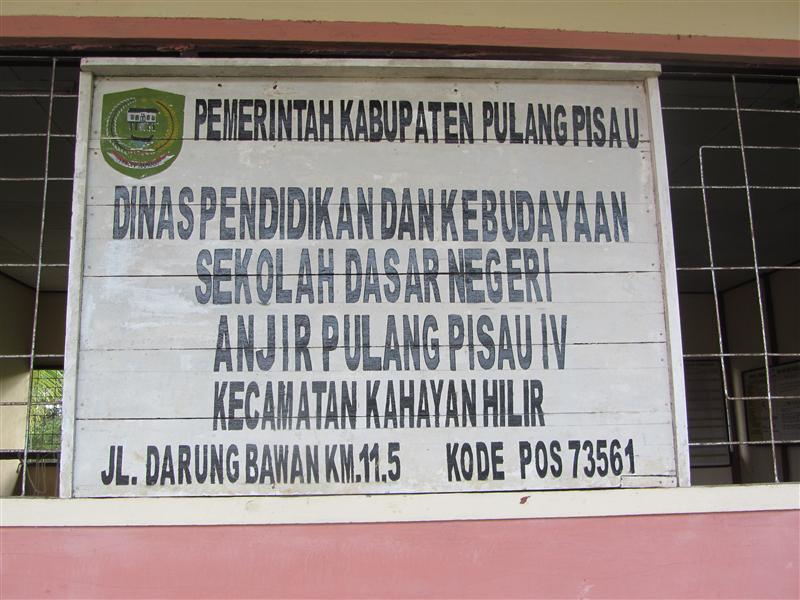 PEMERINTAH KABUPATEN PULANG PISAU
DINAS PENDIDIKAN DAN KEBUDAYAAN
SEKOLAH DASAR NEGERI
ANJIR PULANG PISAU IV
KECAMATAN KAHAYAN HILIR
JL. DARUNG BAWAN KM.11.5 KODE POS 73561